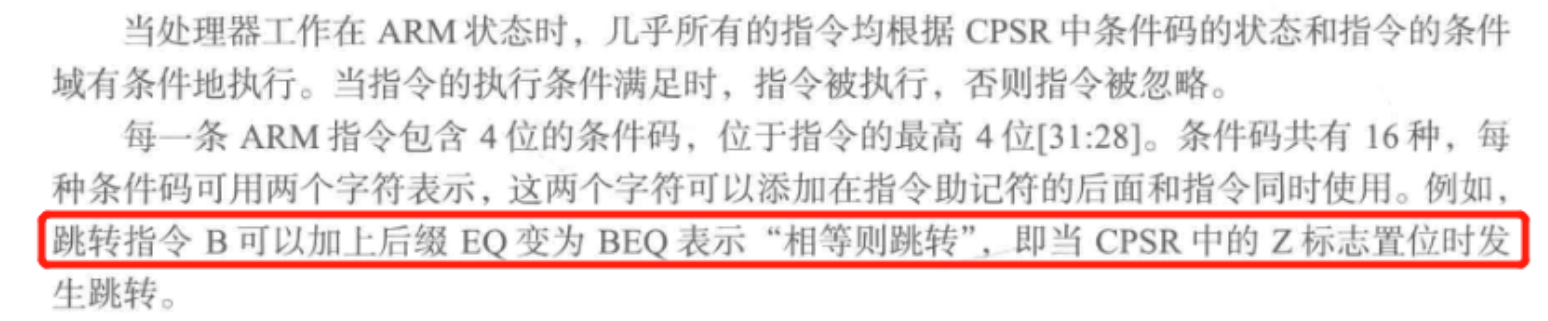 当处理器工作在 ARM 状态时，几乎所有的指令均根据 CPSR 中条件码的状态和指令的条件
域有条件地执行。当指令的执行条件满足时，指令被执行，否则指令被忽略。
每一条 ARM 指令包含 4 位的条件码，位于指令的最高 4 位[31:28]。条件码共有 16 种，每
种条件码可用两个字符表示，这两个字符可以添加在指令助记符的后面和指令同时使用。例如，
跳转指令 B 可以加上后缀 EQ 变为 BEQ 表示“相等则跳转”，即当 CPSR 中的 Z 标志置位时发
生跳转。